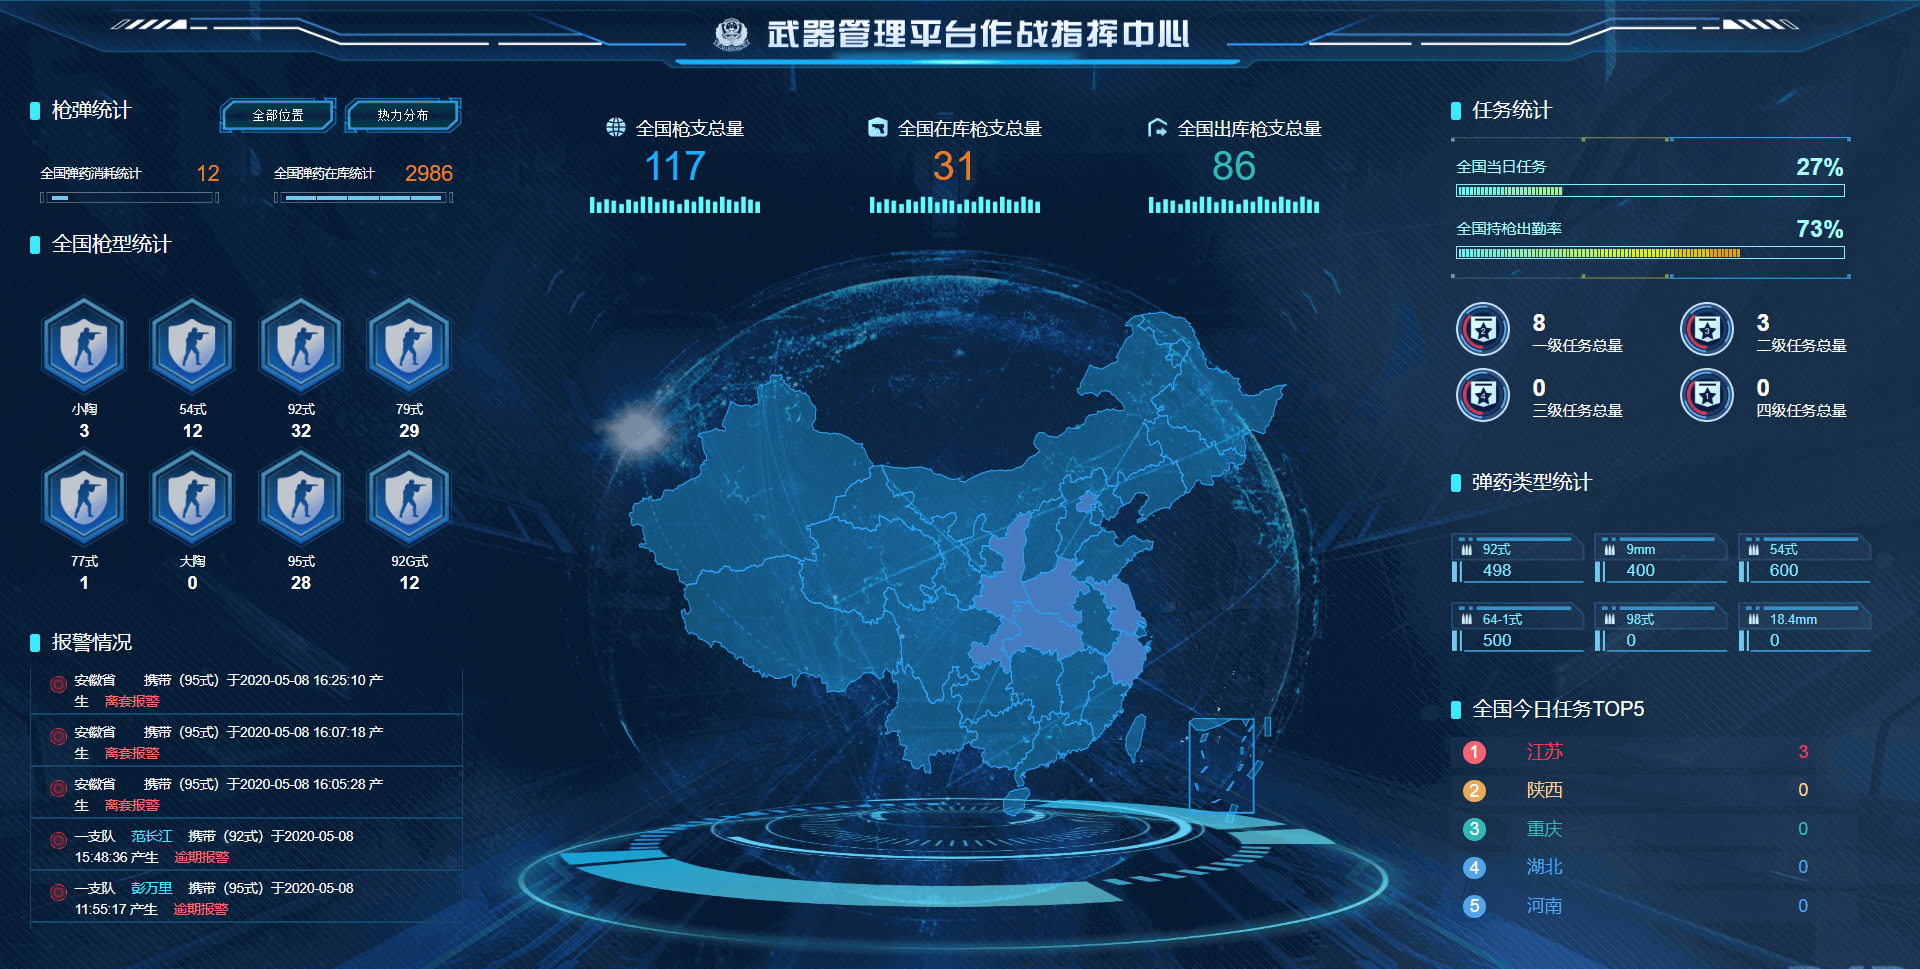 武器管理平台作战指挥中心
枪弹统计
全部位置
热力分布
全国弹药消耗统计 12
全国弹药在库统计 2986
全国枪型统计
小陶
3
54式
12
92式
32
79式
29
77式
1
大陶
0
95式
28
92G式
12
报警情况
安徽省 携带（95式）于2020-05-08 16:25:10 产
生 离套报警
安徽省 携带（95式）于2020-05-08 16:07:18 产
生 离套报警
安徽省 携带（95式）于2020-05-08 16:05:28 产
生 离套报警
一支队 范长江 携带（92式）于2020-05-08
15:48:36 产生 逾期报警
一支队 彭万里 携带（95式）于2020-05-08
11:55:17 产生 逾期报警
全国枪支总量
117
全国在库枪支总量
31
全国出库枪支总量
86
任务统计
全国当日任务 27%
全国持枪出勤率 73%
2
8
一级任务总量
3
3
二级任务总量
4
0
三级任务总量
1
0
四级任务总量
弹药类型统计
92式
498
9mm
400
54式
600
64-1式
500
98式
0
18.4mm
0
全国今日任务TOP5
1 江苏 3
2 陕西 0
3 重庆 0
4 湖北 0
5 河南 0